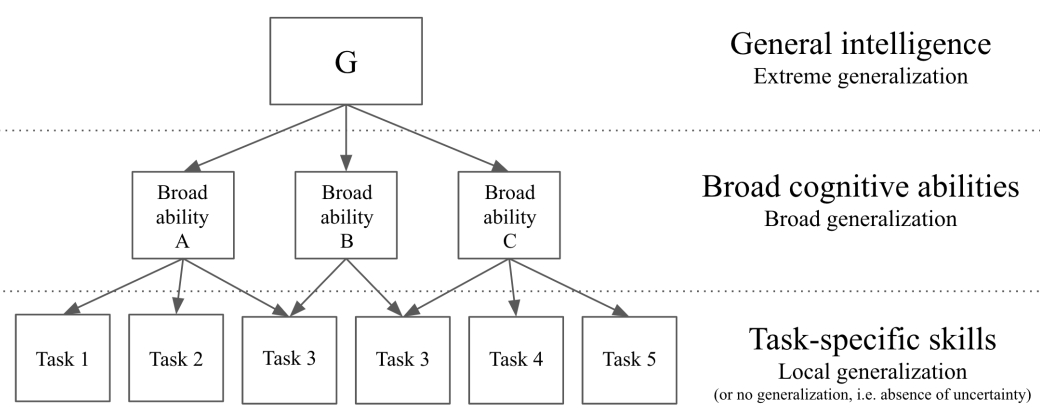 G
General intelligence
Extreme generalization
Broad
ability
A
Broad
ability
B
Broad
ability
C
Broad cognitive abilities
Broad generalization
Task 1
Task 2
Task 3
Task 3
Task 4
Task 5
Task-specific skills
Local generalization
(or no generalization, i.e. absence of uncertainty)